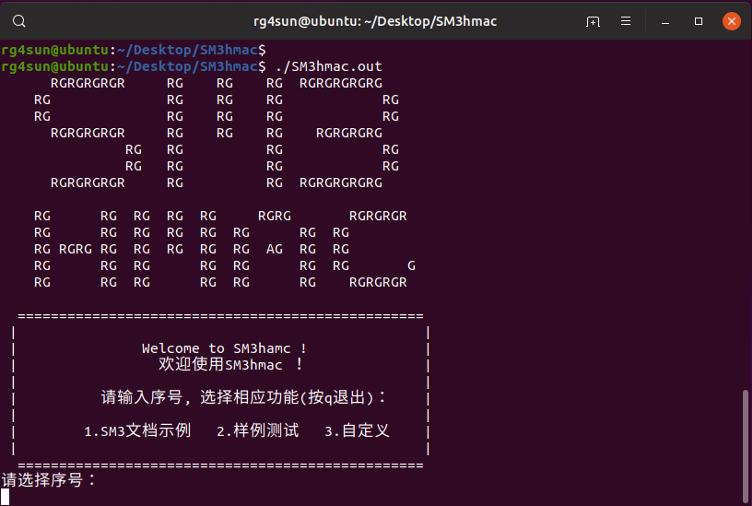 rg4sun@ubuntu: ~/Desktop/SM3hmac
rg4sun@ubuntu:~/Desktop/SM3hmac$
rg4sun@ubuntu:~/Desktop/SM3hmac$ ./SM3hmac.out
      RGRGRGRGR     RG    RG    RG  RGRGRGRGRG
    RG              RG    RG    RG            RG
    RG              RG    RG    RG            RG
      RGRGRGRGR     RG    RG    RG    RGRGRGRG
               RG   RG          RG            RG
               RG   RG          RG            RG
      RGRGRGRGR     RG          RG  RGRGRGRGRG
    RG      RG  RG  RG  RG     RGRG       RGRGRGR
    RG      RG  RG  RG  RG  RG      RG  RG
    RG RGRG RG  RG  RG  RG  RG  AG  RG  RG
    RG      RG  RG      RG  RG      RG  RG       G
    RG      RG  RG      RG  RG      RG    RGRGRGR
  =================================================
 |                                                 |
 |               Welcome to SM3hamc !              |
 |                 欢迎使用SM3hmac !               |
 |                                                 |
 |          请输入序号, 选择相应功能(按q退出):    |
 |                                                 |
 |        1.SM3文档示例   2.样例测试   3.自定义    |
 |                                                 |
  =================================================
请选择序号: